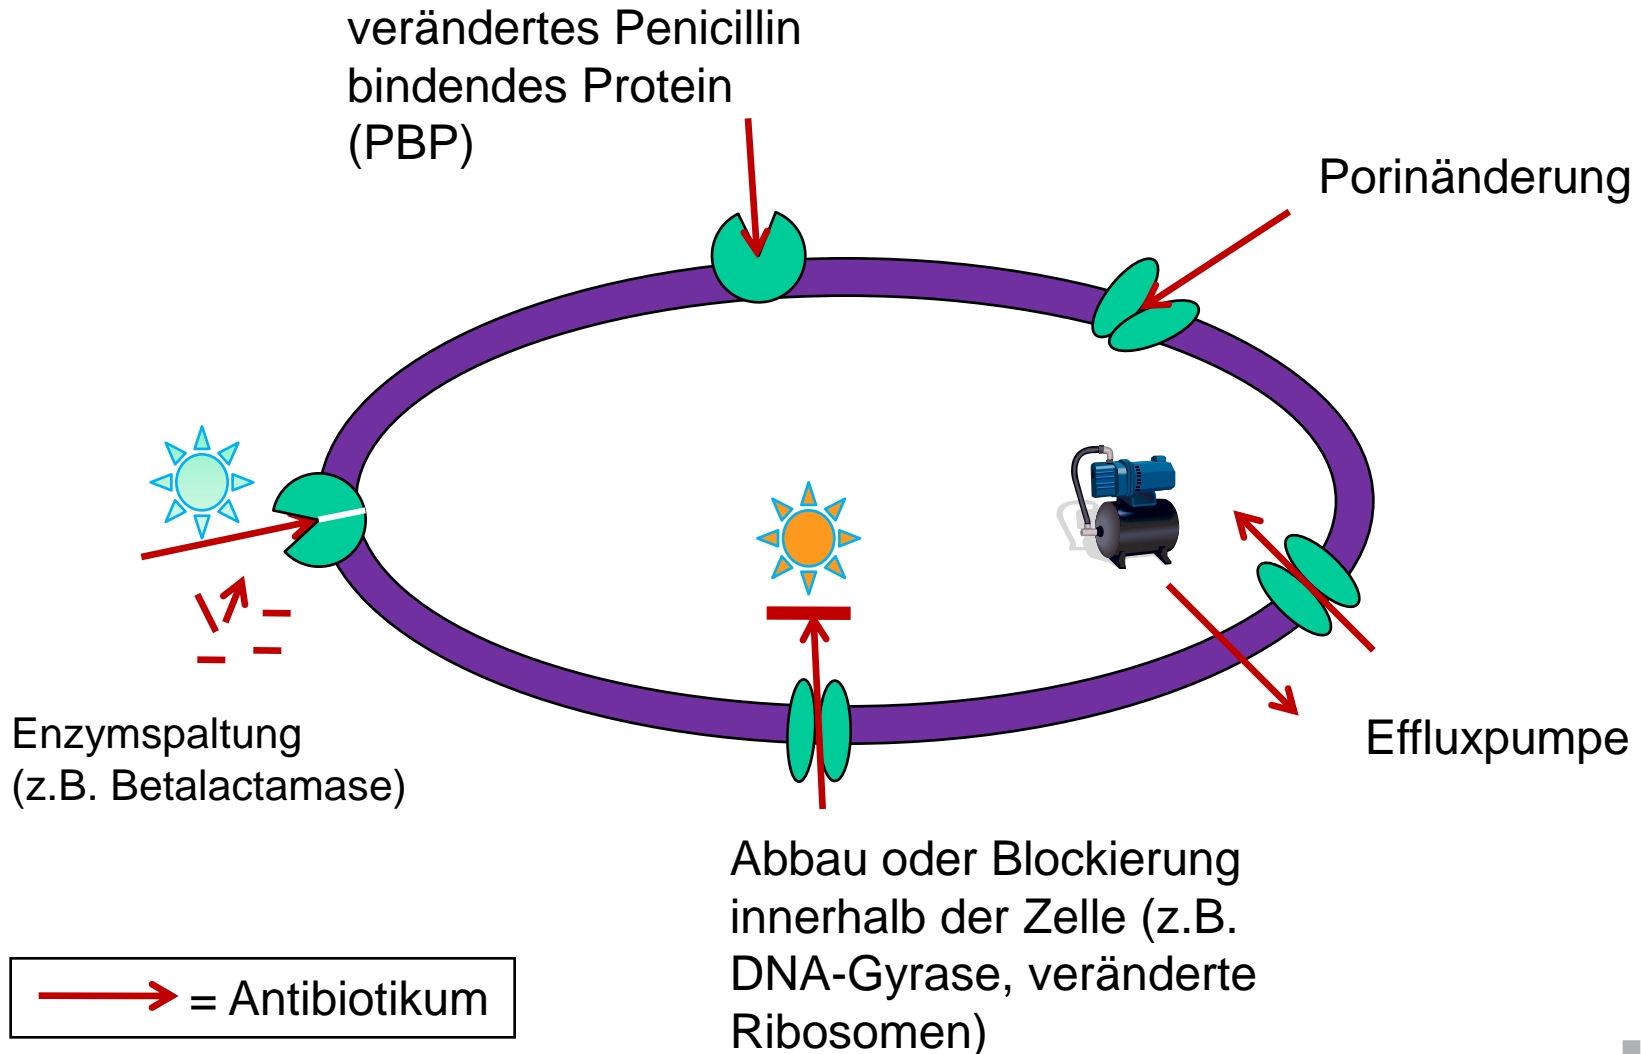 verändertes Penicillin
bindendes Protein
(PBP)
Porinänderung
Enzymspaltung
(z.B. Betalactamase)
Effluxpumpe
Abbau oder Blockierung
innerhalb der Zelle (z.B.
DNA-Gyrase, veränderte
Ribosomen)
= Antibiotikum